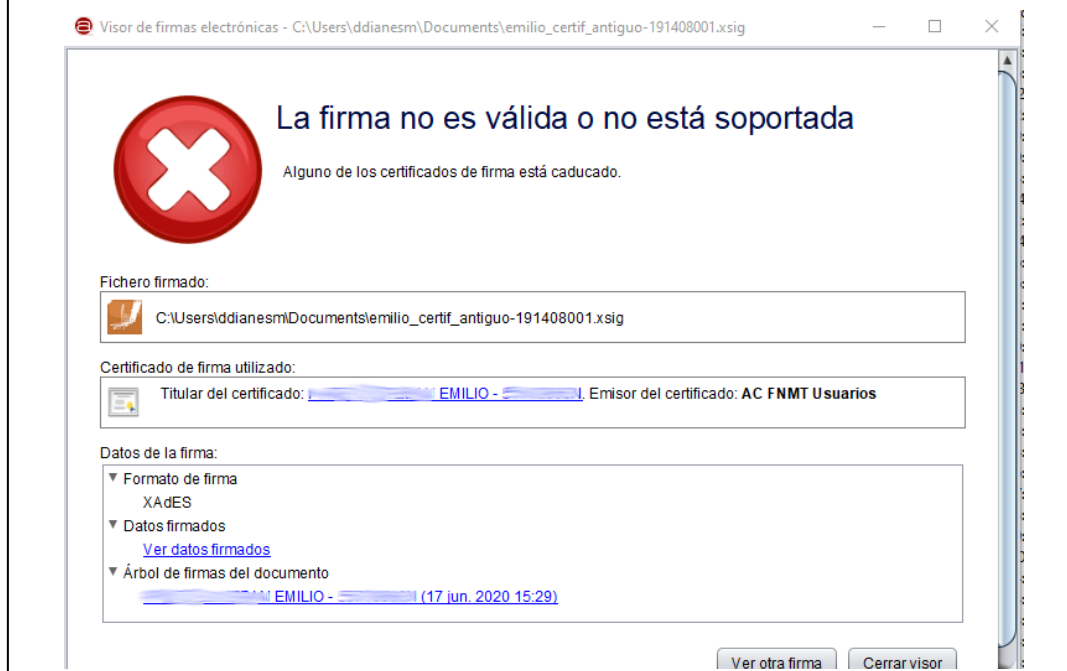 Visor de firmas electrónicas - C:\Users\ddianesm\Documents\emilio_certif_antiguo-191408001.xsig
La firma no es válida o no está soportada
Alguno de los certificados de firma está caducado.
Fichero firmado:
C:\Users\ddianesm\Documents\emilio_certif_antiguo-191408001.xsig
Certificado de firma utilizado:
Titular del certificado: EMILIO - . Emisor del certificado: AC FNMT Usuarios
Datos de la firma:
Formato de firma
XAdES
Datos firmados
Ver datos firmados
Árbol de firmas del documento
EMILIO - (17 jun. 2020 15:29)
Ver otra firma Cerrar visor